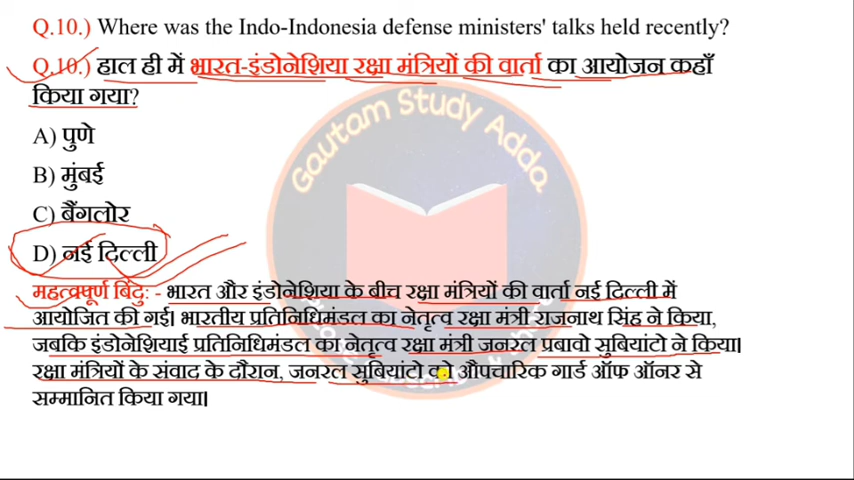 Q.10.) Where was the Indo-Indonesia defense ministers' talks held recently?
Q.10.) हाल ही में भारत-इंडोनेशिया रक्षा मंत्रियों की वार्ता का आयोजन कहाँ
किया गया?
A) पुणे
B) मुंबई
C) बैंगलोर
D) नई दिल्ली
महत्वपूर्ण बिंदु: - भारत और इंडोनेशिया के बीच रक्षा मंत्रियों की वार्ता नई दिल्ली में
आयोजित की गई। भारतीय प्रतिनिधिमंडल का नेतृत्व रक्षा मंत्री राजनाथ सिंह ने किया,
जबकि इंडोनेशियाई प्रतिनिधिमंडल का नेतृत्व रक्षा मंत्री जनरल प्रबावो सुबियांटो ने किया।
रक्षा मंत्रियों के संवाद के दौरान, जनरल सुबियांटो को औपचारिक गार्ड ऑफ ऑनर से
सम्मानित किया गया।
Gautam Study Adda